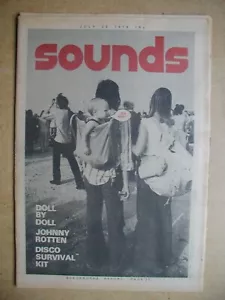 sounds
DOLL
BY
DOLL
JOHNNY
ROTTEN
DISCO
SURVIVAL
KIT